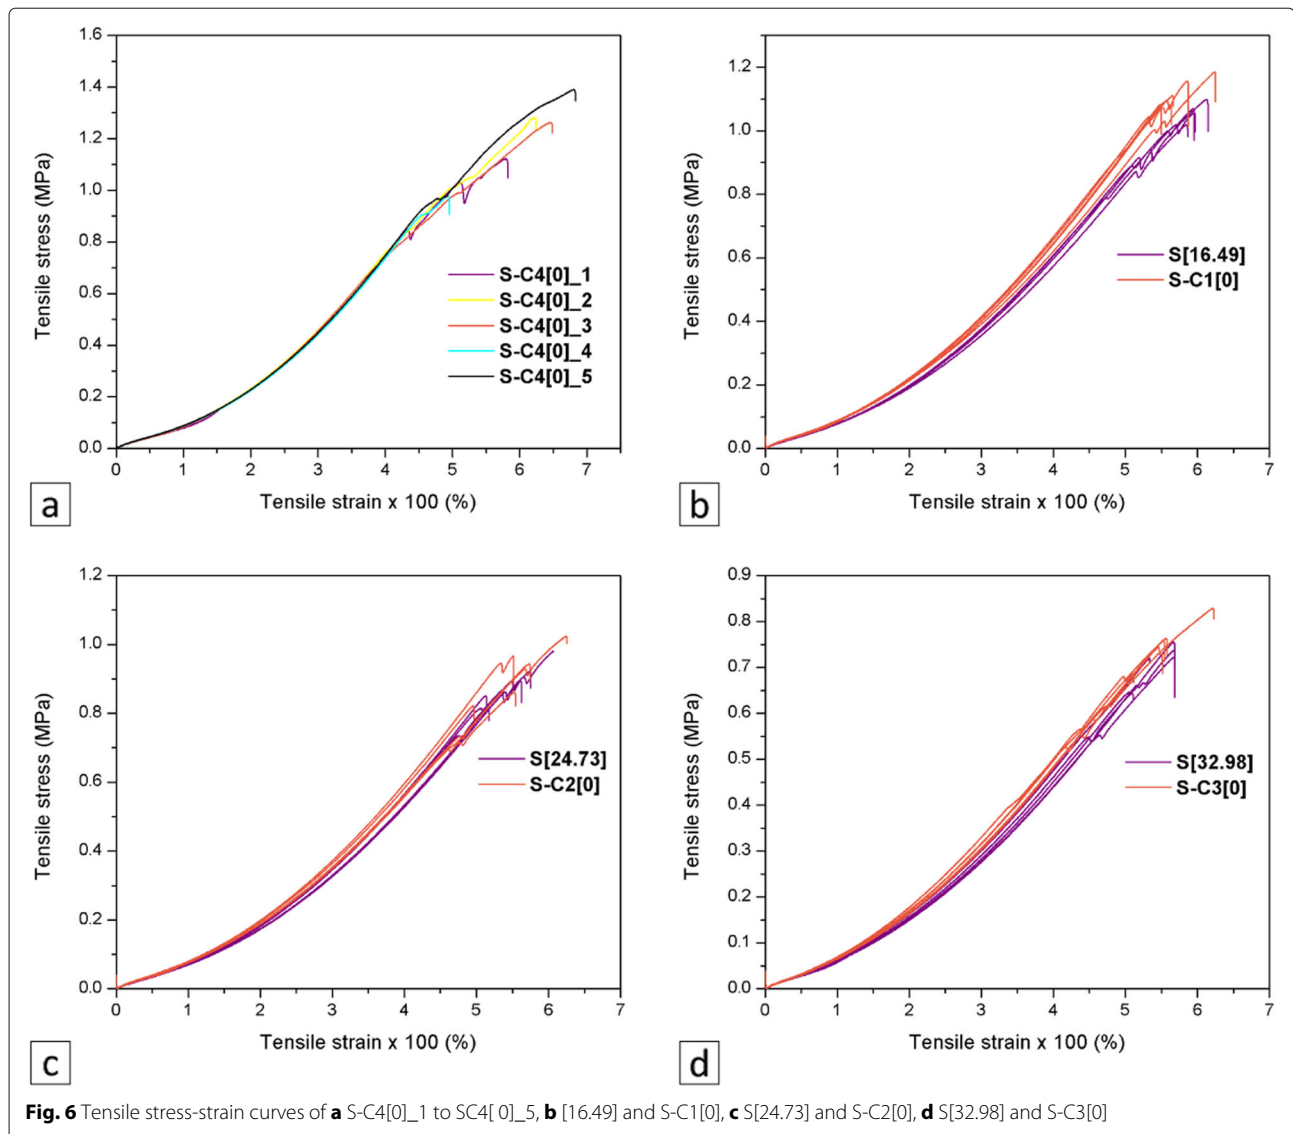 1.6
1.4
1.2
1.0
0.8
0.6
0.4
0.2
0.0
Tensile stress (MPa)
S-C4[0]_1
S-C4[0]_2
S-C4[0]_3
S-C4[0]_4
S-C4[0]_5
0 1 2 3 4 5 6 7
Tensile strain x 100 (%)
a
1.2
1.0
0.8
0.6
0.4
0.2
0.0
Tensile stress (MPa)
S[16.49]
S-C1[0]
0 1 2 3 4 5 6 7
Tensile strain x 100 (%)
b
1.2
1.0
0.8
0.6
0.4
0.2
0.0
Tensile stress (MPa)
S[24.73]
S-C2[0]
0 1 2 3 4 5 6 7
Tensile strain x 100 (%)
c
0.9
0.8
0.7
0.6
0.5
0.4
0.3
0.2
0.1
0.0
Tensile stress (MPa)
S[32.98]
S-C3[0]
0 1 2 3 4 5 6 7
Tensile strain x 100 (%)
d
Fig. 6 Tensile stress-strain curves of a S-C4[0]_1 to SC4[ 0]_5, b [16.49] and S-C1[0], c S[24.73] and S-C2[0], d S[32.98] and S-C3[0]